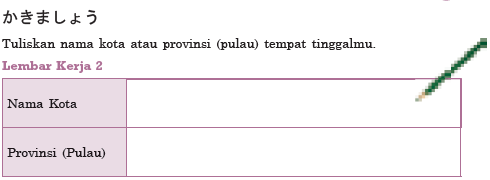 かきましょう
Tuliskan nama kota atau provinsi (pulau) tempat tinggalmu.
Lembar Kerja 2
Nama Kota
Provinsi (Pulau)